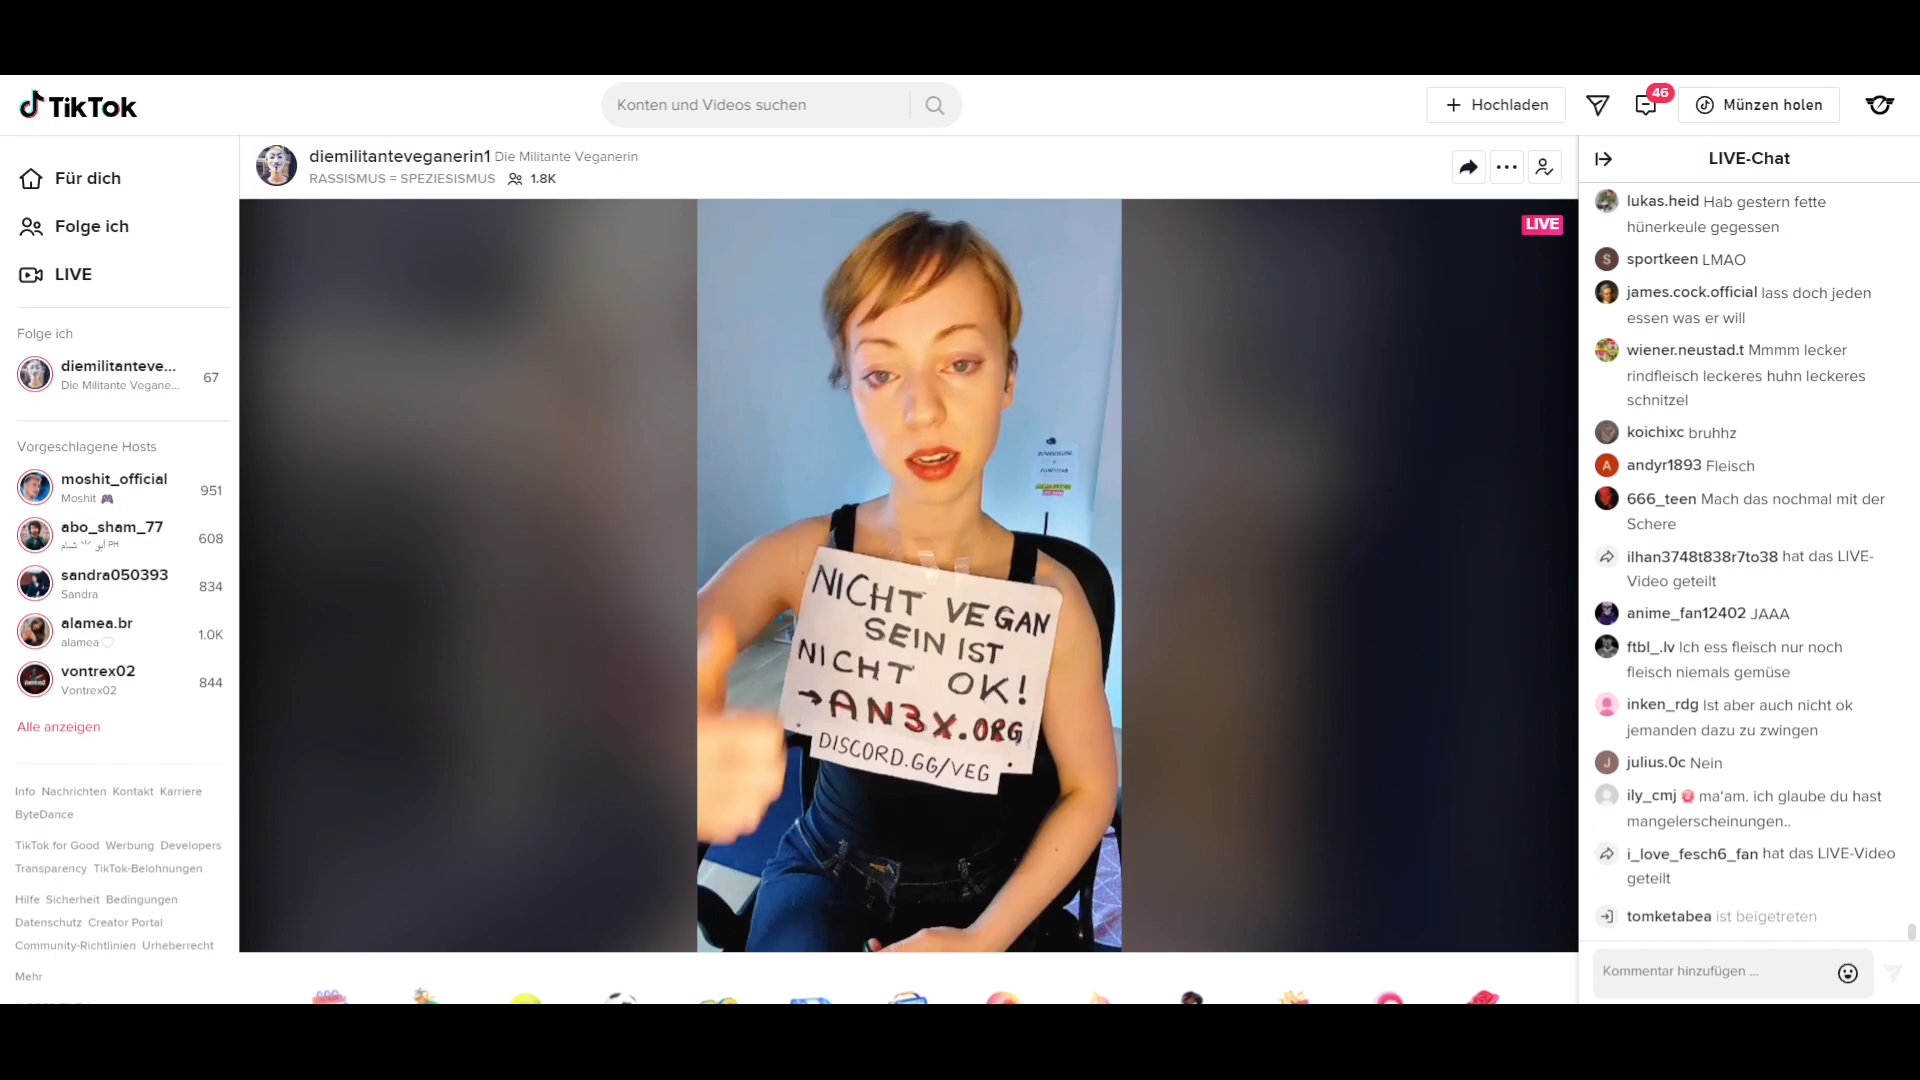 TikTok
Konten und Videos suchen
Hochladen
46
Münzen holen
Für dich
Folge ich
LIVE
Folge ich
diemilitanteve...
Die Militante Vegane...
67
Vorgeschlagene Hosts
moshit_official
Moshit 🎮
951
abo_sham_77
608
sandra050393
Sandra
834
alamea.br
alamea♡
1.0K
vontrex02
Vontrex02
844
Alle anzeigen
Info Nachrichten Kontakt Karriere
ByteDance
TikTok for Good Werbung Developers
Transparency TikTok-Belohnungen
Hilfe Sicherheit Bedingungen
Datenschutz Creator Portal
Community-Richtlinien Urheberrecht
Mehr
diemilitanteveganerin1 Die Militante Veganerin
RASSISMUS = SPEZIESISMUS 1.8K
LIVE
NICHT VEGAN
SEIN IST
NICHT OK!
→AN3X.ORG
DISCORD.GG/VEG
LIVE-Chat
lukas.heid Hab gestern fette
hünerkeule gegessen
S
sportkeen LMAO
james.cock.official lass doch jeden
essen was er will
wiener.neustad.t Mmmm lecker
rindfleisch leckeres huhn leckeres
schnitzel
koichixc bruhhz
A
andyr1893 Fleisch
666_teen Mach das nochmal mit der
Schere
ilhan3748t838r7to38 hat das LIVE-
Video geteilt
anime_fan12402 JAAA
ftbl_.lv Ich ess fleisch nur noch
fleisch niemals gemüse
inken_rdg Ist aber auch nicht ok
jemanden dazu zu zwingen
J
julius.0c Nein
ily_cmj ma'am. ich glaube du hast
mangelerscheinungen..
i_love_fesch6_fan hat das LIVE-Video
geteilt
tomketabea ist beigetreten
Kommentar hinzufügen ...